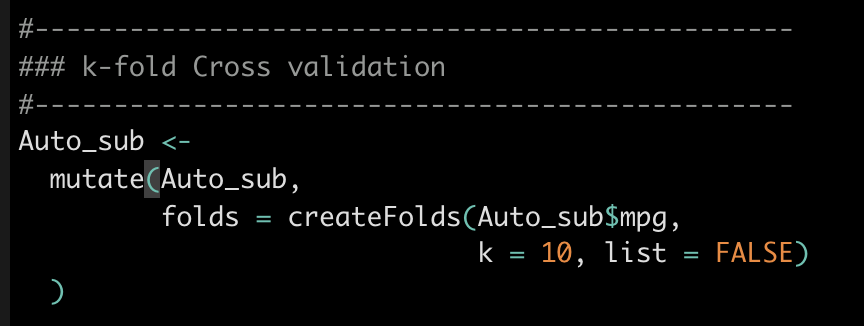 #------------------------------------------------
### k-fold Cross validation
#------------------------------------------------
Auto_sub <-
  mutate(Auto_sub,
         folds = createFolds(Auto_sub$mpg,
                             k = 10, list = FALSE)
  )